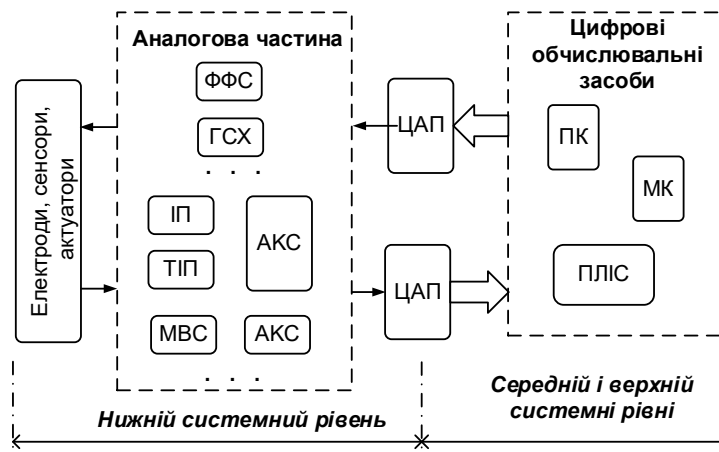 Електроди, сенсори,
актуатори
Аналогова частина
ФФС
ГСХ
. . .
ІП
ТІП
АКС
МВС
АКС
. . .
ЦАП
ЦАП
Цифрові
обчислювальні
засоби
ПК
МК
ПЛІС
Нижній системний рівень
Середній і верхній
системні рівні